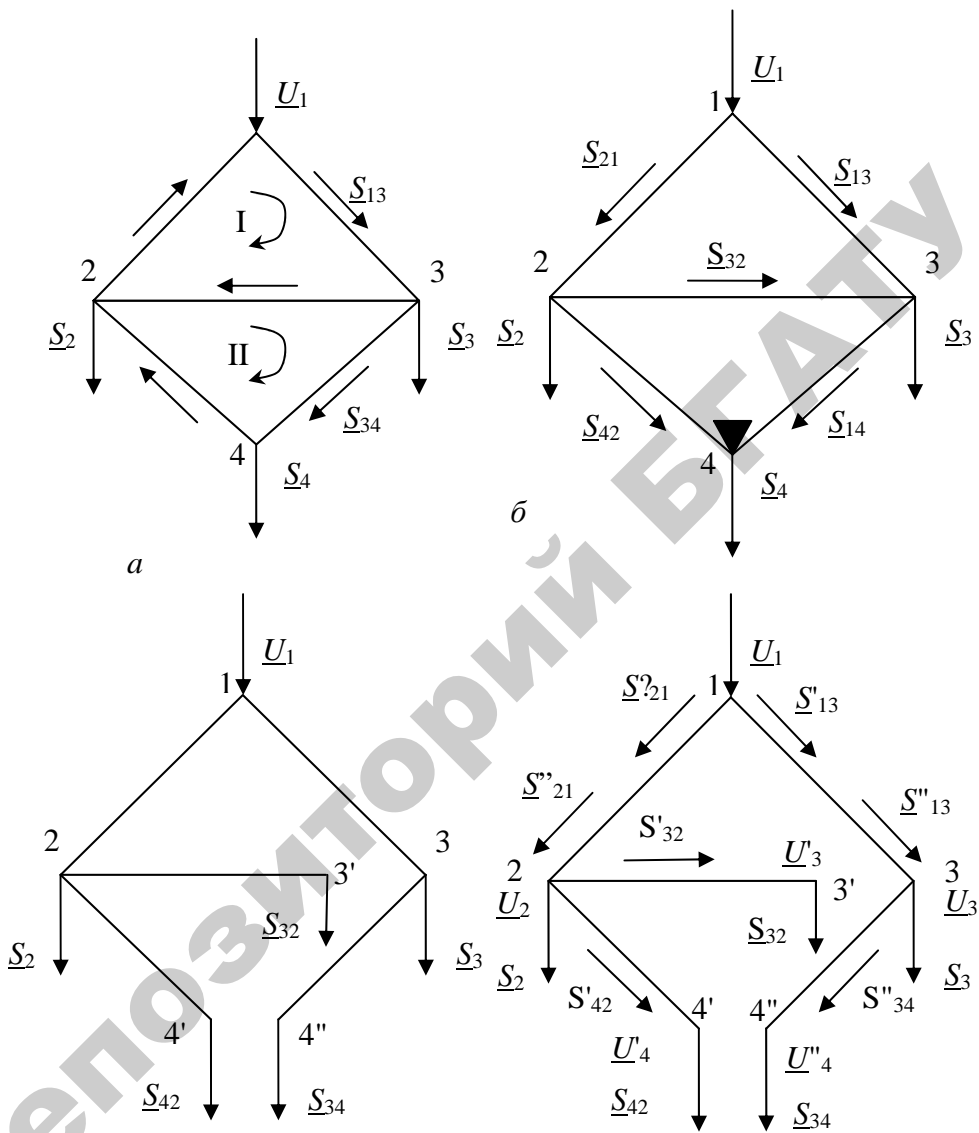 U1 U1
1
S13 S21 S13
I
2 3 2 S32 3
S2 II S3 S2 S3
S34 S42 S14
4 4
S4 S4
а б
U1 U1
1 S?21 1 S'13
S"21 S"13
2 3 S'32 U'3
3' 2 3' 3
S32 U2 S32 U3
S2 S3 S2 S3
4' 4" S'42 4' 4" S"34
S42 S34 U'4 U"4
S42 S34
епозиторий БГАТУ